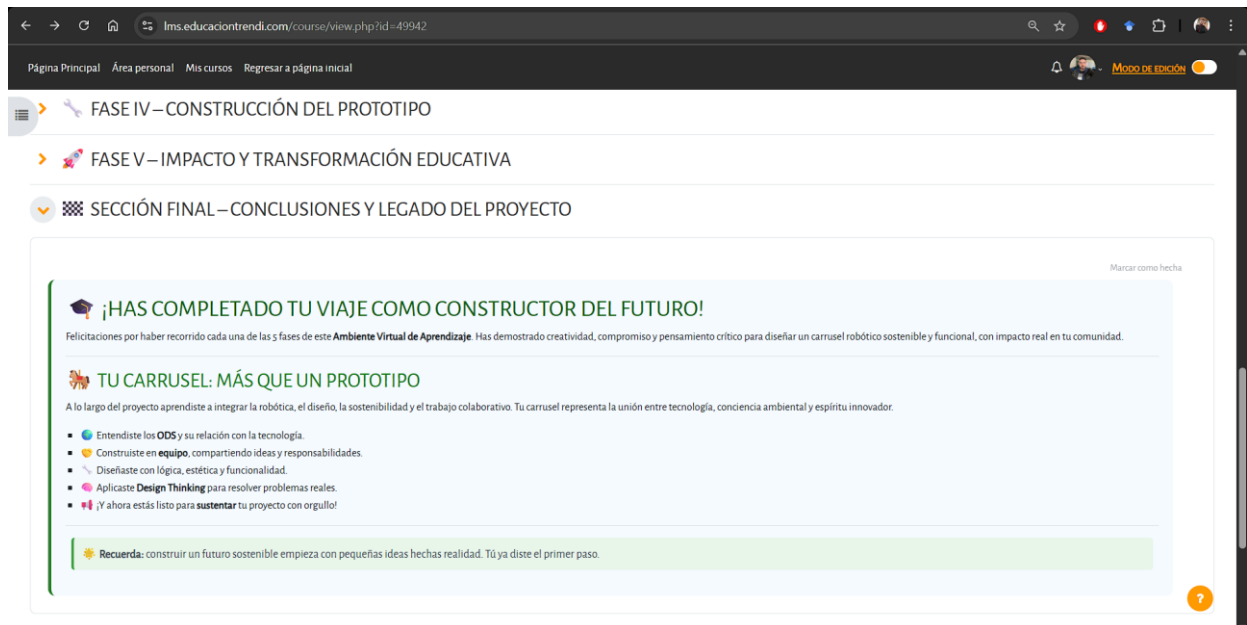 lms.educaciontrendi.com/course/view.php?id=49942
Página Principal Área personal Mis cursos Regresar a página inicial
MODO DE EDICIÓN
FASE IV – CONSTRUCCIÓN DEL PROTOTIPO
FASE V – IMPACTO Y TRANSFORMACIÓN EDUCATIVA
SECCIÓN FINAL – CONCLUSIONES Y LEGADO DEL PROYECTO
Marcar como hecha
¡HAS COMPLETADO TU VIAJE COMO CONSTRUCTOR DEL FUTURO!
Felicitaciones por haber recorrido cada una de las 5 fases de este Ambiente Virtual de Aprendizaje. Has demostrado creatividad, compromiso y pensamiento crítico para diseñar un carrusel robótico sostenible y funcional, con impacto real en tu comunidad.
TU CARRUSEL: MÁS QUE UN PROTOTIPO
A lo largo del proyecto aprendiste a integrar la robótica, el diseño, la sostenibilidad y el trabajo colaborativo. Tu carrusel representa la unión entre tecnología, conciencia ambiental y espíritu innovador.
Entendiste los ODS y su relación con la tecnología.
Construiste en equipo, compartiendo ideas y responsabilidades.
Diseñaste con lógica, estética y funcionalidad.
Aplicaste Design Thinking para resolver problemas reales.
¡Y ahora estás listo para sustentar tu proyecto con orgullo!
Recuerda: construir un futuro sostenible empieza con pequeñas ideas hechas realidad. Tú ya diste el primer paso.
?